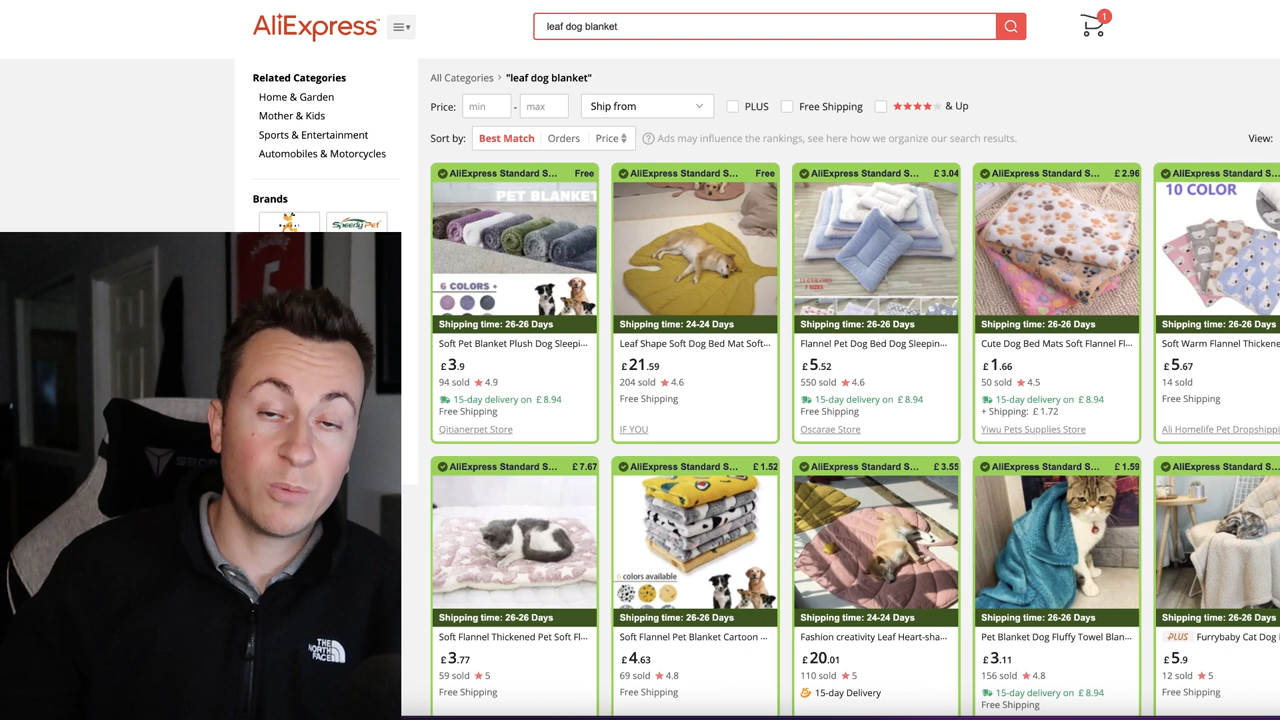 AliExpress
leaf dog blanket
1
Related Categories
Home & Garden
Mother & Kids
Sports & Entertainment
Automobiles & Motorcycles
Brands
SpeedyPet
All Categories > "leaf dog blanket"
Price: min - max Ship from PLUS Free Shipping & Up
Sort by: Best Match Orders Price ? Ads may influence the rankings, see here how we organize our search results. View:
AliExpress Standard S... Free
PET BLANKET
6 COLORS +
Shipping time: 26-26 Days
Soft Pet Blanket Plush Dog Sleepi...
£3.9
94 sold ★4.9
15-day delivery on £8.94
Free Shipping
Qitianerpet Store
AliExpress Standard S... Free
Shipping time: 24-24 Days
Leaf Shape Soft Dog Bed Mat Soft...
£21.59
204 sold ★4.6
Free Shipping
IF YOU
AliExpress Standard S... £3.04
Shipping time: 26-26 Days
Flannel Pet Dog Bed Dog Sleepin...
£5.52
550 sold ★4.6
15-day delivery on £8.94
Free Shipping
Oscarae Store
AliExpress Standard S... £2.96
Shipping time: 26-26 Days
Cute Dog Bed Mats Soft Flannel Fl...
£1.66
50 sold ★4.5
15-day delivery on £8.94
+ Shipping: £1.72
Yiwu Pets Supplies Store
AliExpress Standard S
10 COLOR
Shipping time: 26-26 Days
Soft Warm Flannel Thickene
£5.67
14 sold
Free Shipping
Ali Homelife Pet Dropshippi
AliExpress Standard S... £7.67
Shipping time: 26-26 Days
Soft Flannel Thickened Pet Soft Fl...
£3.77
59 sold ★5
Free Shipping
AliExpress Standard S... £1.52
6 colors available
Shipping time: 26-26 Days
Soft Flannel Pet Blanket Cartoon ...
£4.63
69 sold ★4.8
Free Shipping
AliExpress Standard S... £3.55
Shipping time: 24-24 Days
Fashion creativity Leaf Heart-sha...
£20.01
110 sold ★5
15-day Delivery
AliExpress Standard S... £1.59
Shipping time: 26-26 Days
Pet Blanket Dog Fluffy Towel Blan...
£3.11
156 sold ★4.8
15-day delivery on £8.94
Free Shipping
AliExpress Standard S
Shipping time: 26-26 Days
PLUS Furrybaby Cat Dog
£5.9
12 sold ★5
Free Shipping
THE
NORTH
FACE